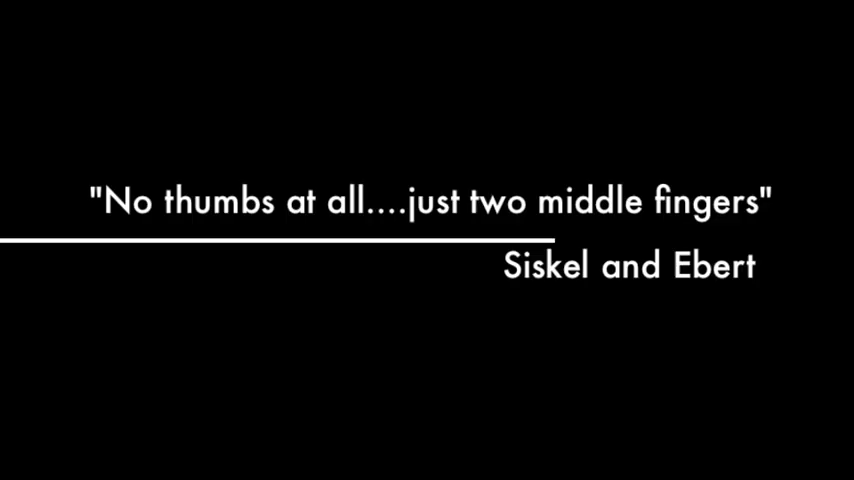 "No thumbs at all....just two middle fingers"
Siskel and Ebert